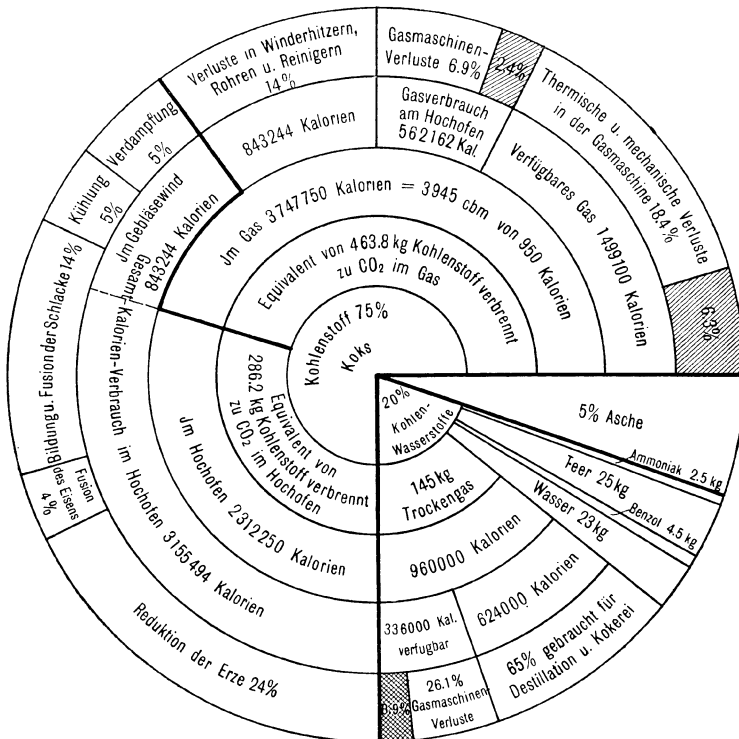 Verluste in Winderhitzern,
Rohren u. Reinigern
14%
Gasmaschinen-
Verluste 6.9%
2.4%
Thermische u. mechanische Verluste
in der Gasmaschine 18.4%
6.3%
Verdampfung
5%
Kühlung
5%
843244 Kalorien
Gasverbrauch
am Hochofen
562162 Kal.
Verfügbares Gas 1499100 Kalorien
Jm Gebläsewind
843244 Kalorien
Jm Gas 3747750 Kalorien = 3945 cbm von 950 Kalorien
Equivalent von 463.8 kg Kohlenstoff verbrennt
zu CO₂ im Gas
Kohlenstoff 75%
Koks
20%
Kohlen-
Wasserstoffe
5% Asche
Ammoniak 2.5 kg
Teer 25kg
Benzol 4.5 kg
Wasser 23kg
145 kg
Trockengas
960000 Kalorien
624000 Kalorien
336000 Kal.
verfugbar
65% gebraucht für
Destillation u. Kokerei
26.1%
Gasmaschinen-
Verluste
3.9%
Equivalent von
286.2 kg Kohlenstoff verbrennt
zu CO₂ im Hochofen
Jm Hochofen 2312250 Kalorien
Gesamt-Kalorien-Verbrauch im Hochofen 3155494 Kalorien
Bildung u. Fusion der Schlacke 14%
Fusion
des Eisens
4%
Reduktion der Erze 24%